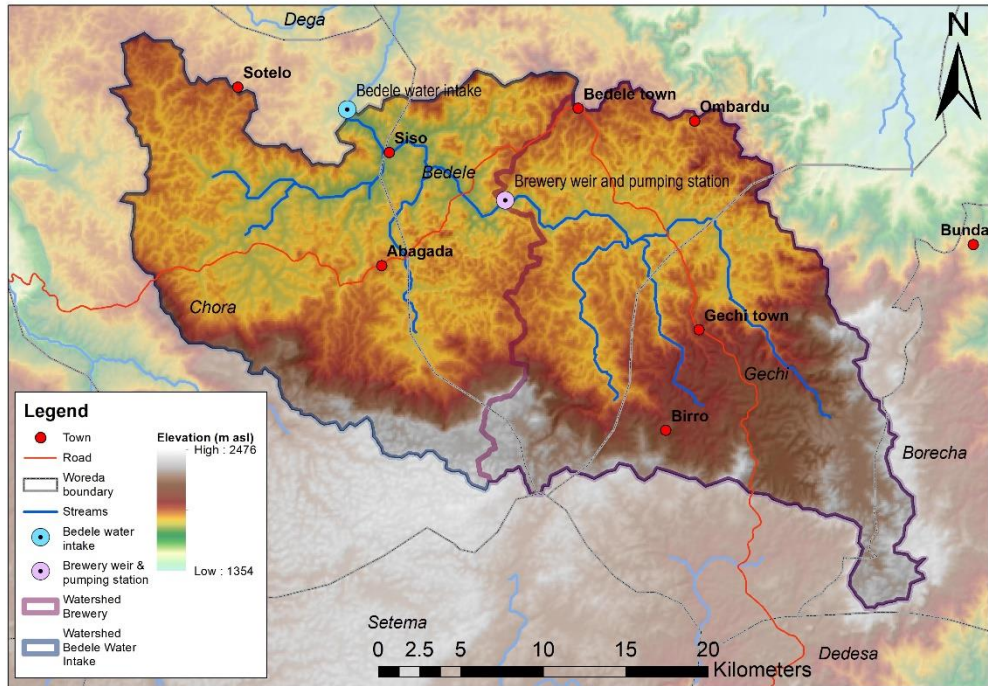 Dega
N
Sotelo
Bedele water intake
Bedele town
Ombardu
Siso
Bedele
Brewery weir and pumping station
Bunda
Abagada
Chora
Gechi town
Gechi
Birro
Borecha
Setema
Dedesa
Legend
Town
Road
Woreda
boundary
Streams
Bedele water
intake
Brewery weir &
pumping station
Watershed
Brewery
Watershed
Bedele Water
Intake
Elevation (m asl)
High : 2476
Low : 1354
0 2.5 5 10 15 20
Kilometers